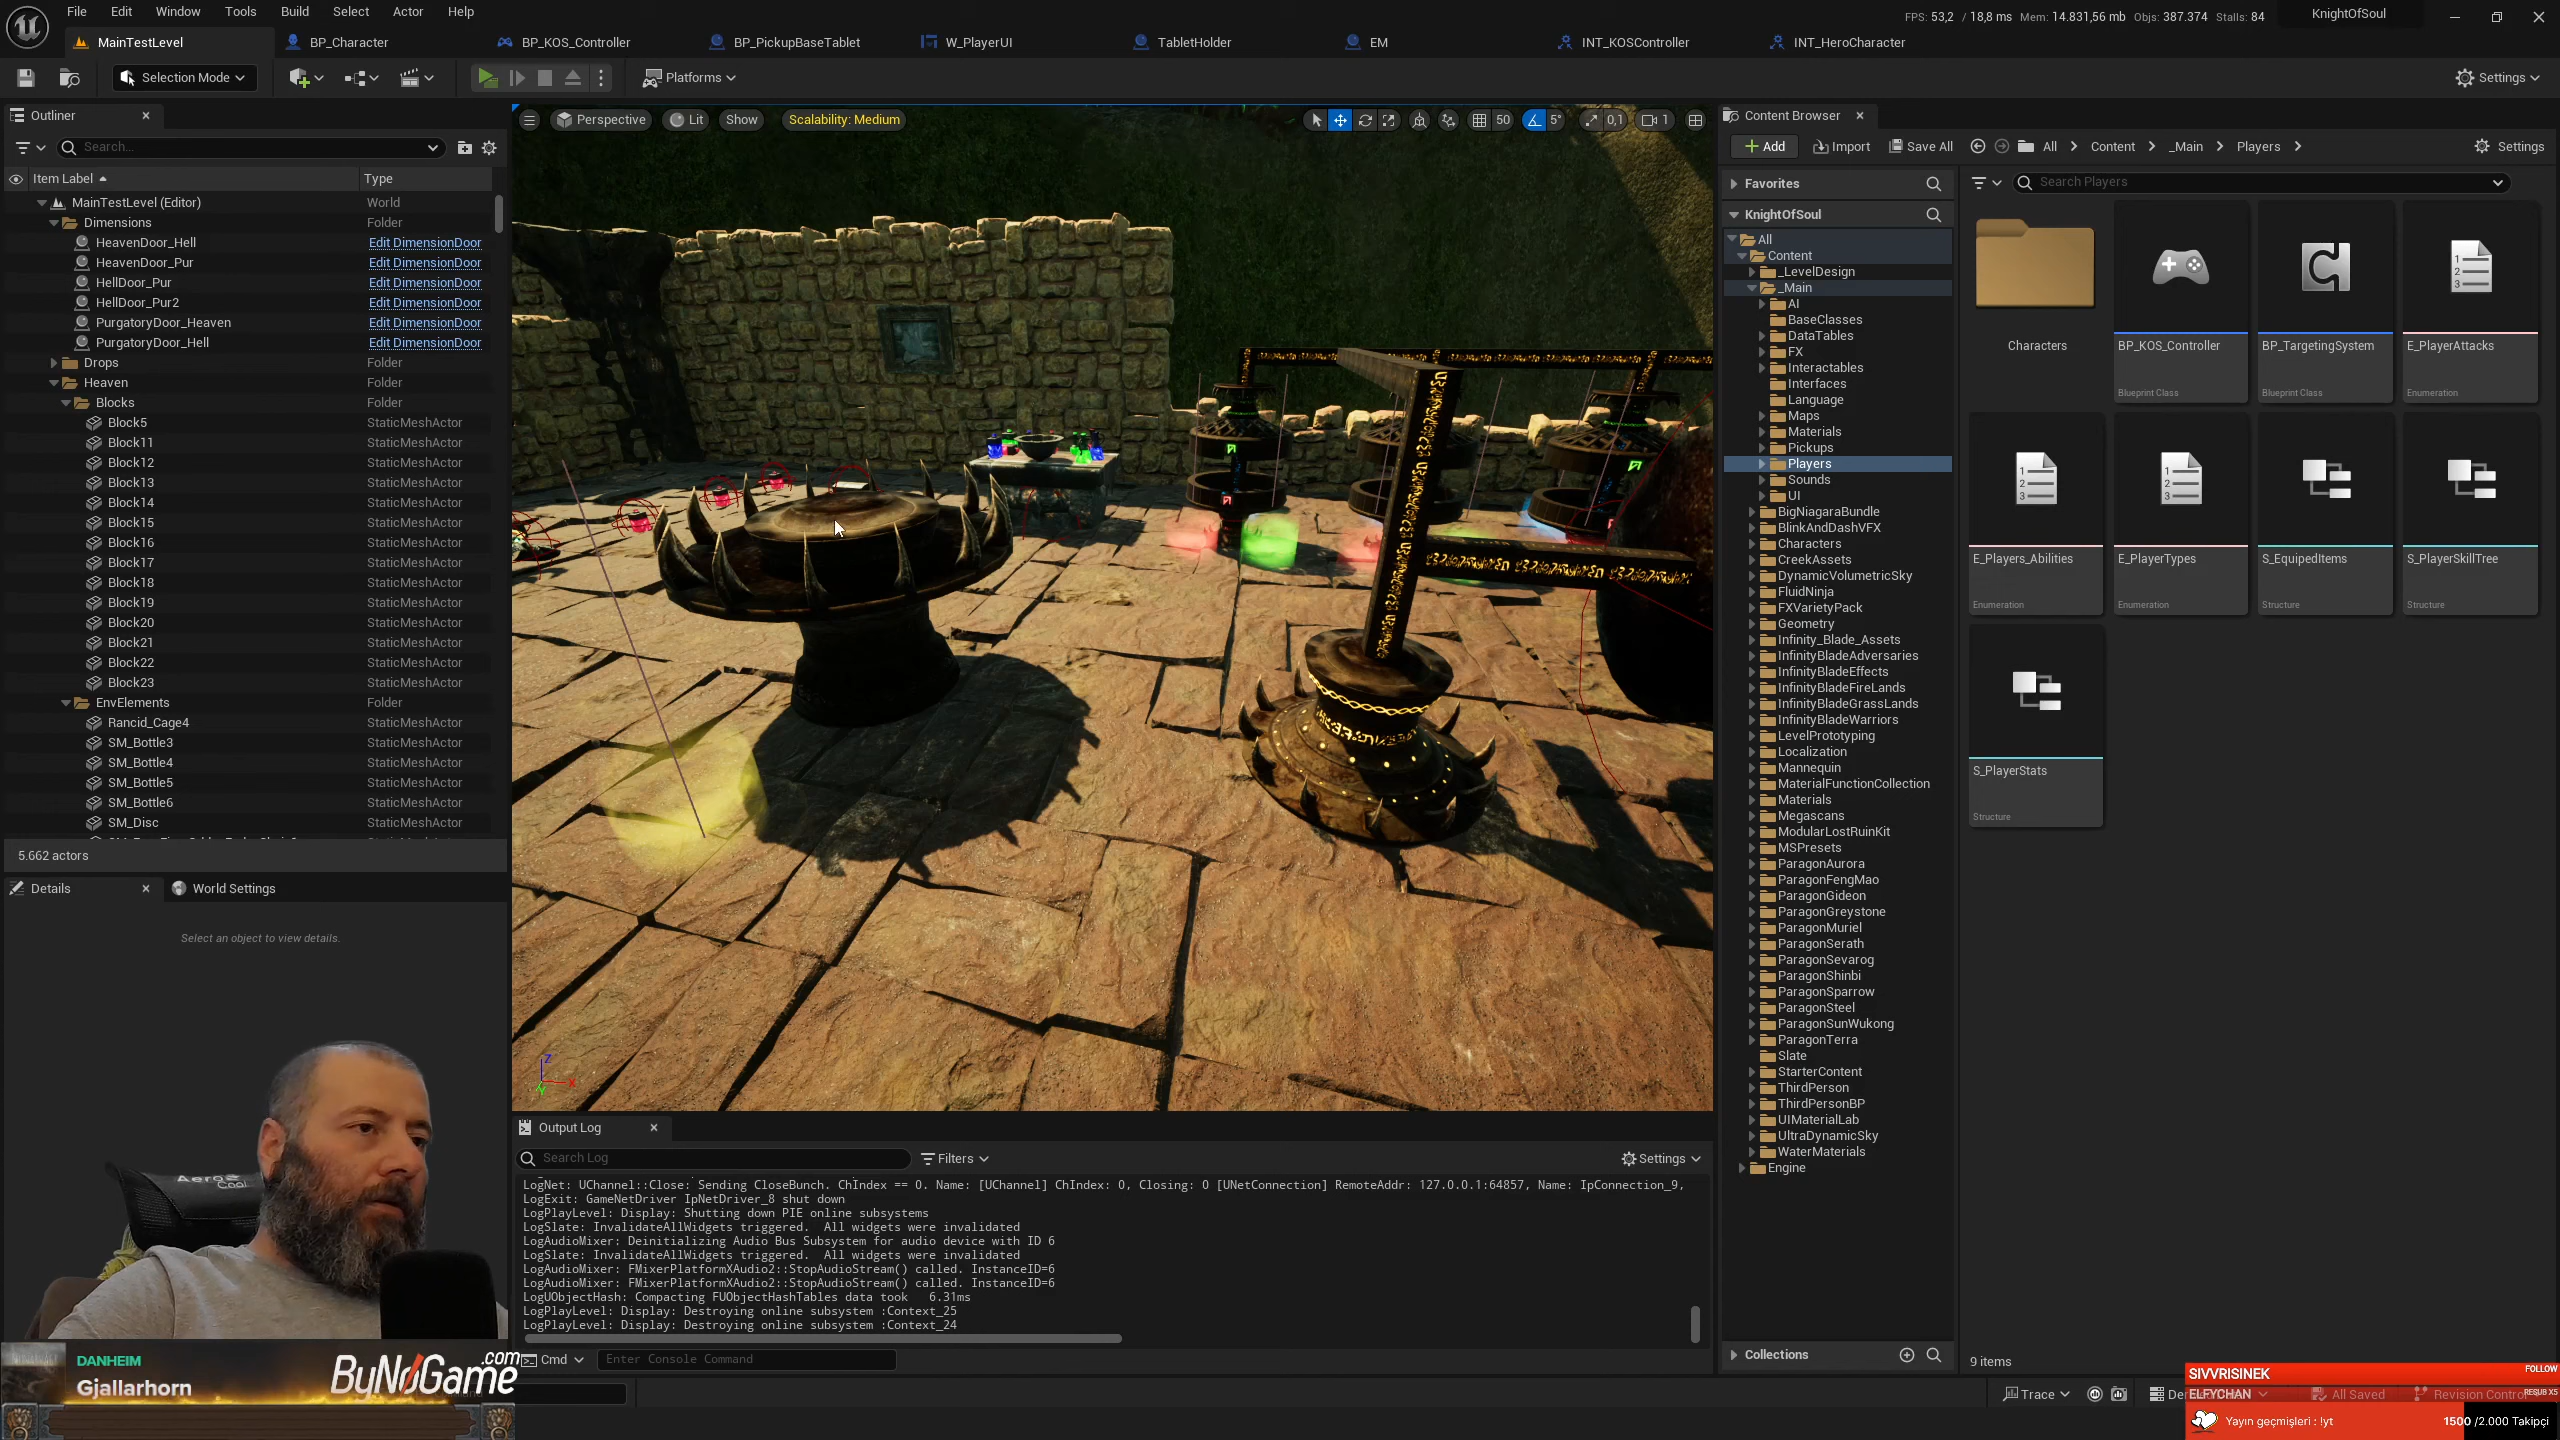 File Edit Window Tools Build Select Actor Help
FPS: 53,2 / 18,8 ms Mem: 14.831,56 mb Objs: 387.374 Stalls: 84 KnightOfSoul
MainTestLevel BP_Character BP_KOS_Controller BP_PickupBaseTablet W_PlayerUI TabletHolder EM INT_KOSController INT_HeroCharacter
Selection Mode Platforms Settings
Outliner
Search...
Item Label Type
MainTestLevel (Editor) World
Dimensions Folder
HeavenDoor_Hell Edit DimensionDoor
HeavenDoor_Pur Edit DimensionDoor
HellDoor_Pur Edit DimensionDoor
HellDoor_Pur2 Edit DimensionDoor
PurgatoryDoor_Heaven Edit DimensionDoor
PurgatoryDoor_Hell Edit DimensionDoor
Drops Folder
Heaven Folder
Blocks Folder
Block5 StaticMeshActor
Block11 StaticMeshActor
Block12 StaticMeshActor
Block13 StaticMeshActor
Block14 StaticMeshActor
Block15 StaticMeshActor
Block16 StaticMeshActor
Block17 StaticMeshActor
Block18 StaticMeshActor
Block19 StaticMeshActor
Block20 StaticMeshActor
Block21 StaticMeshActor
Block22 StaticMeshActor
Block23 StaticMeshActor
EnvElements Folder
Rancid_Cage4 StaticMeshActor
SM_Bottle3 StaticMeshActor
SM_Bottle4 StaticMeshActor
SM_Bottle5 StaticMeshActor
SM_Bottle6 StaticMeshActor
SM_Disc StaticMeshActor
5.662 actors
Details World Settings
Select an object to view details.
Perspective Lit Show Scalability: Medium 50 5° 0,1 1
Output Log
Search Log Filters Settings
LogNet: UChannel::Close: Sending CloseBunch. ChIndex == 0. Name: [UChannel] ChIndex: 0, Closing: 0 [UNetConnection] RemoteAddr: 127.0.0.1:64857, Name: IpConnection_9,
LogExit: GameNetDriver IpNetDriver_8 shut down
LogPlayLevel: Display: Shutting down PIE online subsystems
LogSlate: InvalidateAllWidgets triggered. All widgets were invalidated
LogAudioMixer: Deinitializing Audio Bus Subsystem for audio device with ID 6
LogSlate: InvalidateAllWidgets triggered. All widgets were invalidated
LogAudioMixer: FMixerPlatformXAudio2::StopAudioStream() called. InstanceID=6
LogAudioMixer: FMixerPlatformXAudio2::StopAudioStream() called. InstanceID=6
LogUObjectHash: Compacting FUObjectHashTables data took 6.31ms
LogPlayLevel: Display: Destroying online subsystem :Context_25
LogPlayLevel: Display: Destroying online subsystem :Context_24
Cmd Enter Console Command
Content Browser
Add Import Save All All Content _Main Players Settings
Favorites
KnightOfSoul
All
Content
_LevelDesign
_Main
AI
BaseClasses
DataTables
FX
Interactables
Interfaces
Language
Maps
Materials
Pickups
Players
Sounds
UI
BigNiagaraBundle
BlinkAndDashVFX
Characters
CreekAssets
DynamicVolumetricSky
FluidNinja
FXVarietyPack
Geometry
Infinity_Blade_Assets
InfinityBladeAdversaries
InfinityBladeEffects
InfinityBladeFireLands
InfinityBladeGrassLands
InfinityBladeWarriors
LevelPrototyping
Localization
Mannequin
MaterialFunctionCollection
Materials
Megascans
ModularLostRuinKit
MSPresets
ParagonAurora
ParagonFengMao
ParagonGideon
ParagonGreystone
ParagonMuriel
ParagonSerath
ParagonSevarog
ParagonShinbi
ParagonSparrow
ParagonSteel
ParagonSunWukong
ParagonTerra
Slate
StarterContent
ThirdPerson
ThirdPersonBP
UIMaterialLab
UltraDynamicSky
WaterMaterials
Engine
Collections
Search Players
Characters
BP_KOS_Controller
Blueprint Class
BP_TargetingSystem
Blueprint Class
E_PlayerAttacks
Enumeration
E_Players_Abilities
Enumeration
E_PlayerTypes
Enumeration
S_EquipedItems
Structure
S_PlayerSkillTree
Structure
S_PlayerStats
Structure
9 items
Trace All Saved Revision Control
Aero Cool
DANHEIM
Gjallarhorn
ByNoGame.com
SIVVRISINEK FOLLOW
ELFYCHAN RESUB X5
Yayın geçmişleri : !yt 1500 /2.000 Takipçi